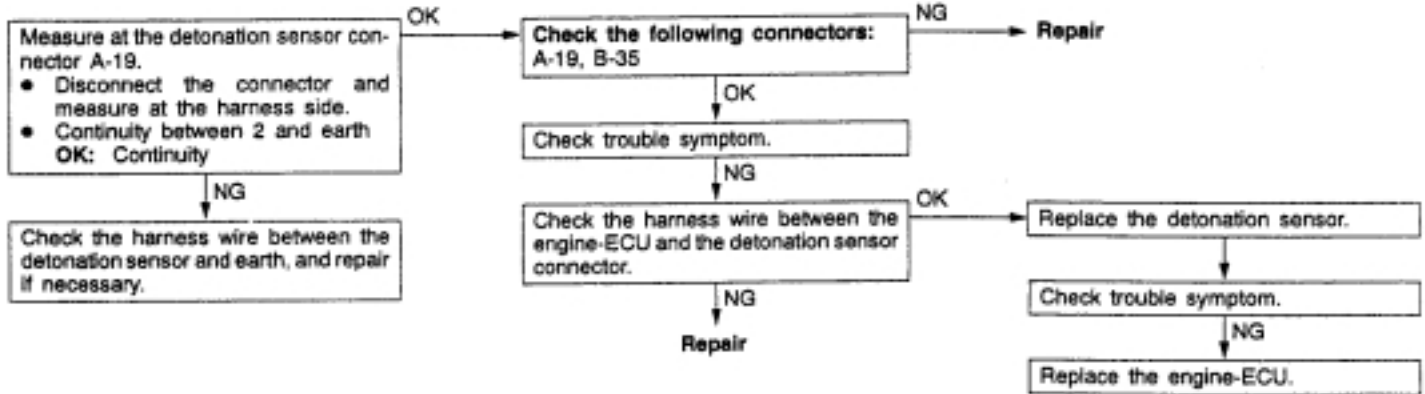 Measure at the detonation sensor con-
nector A-19.
● Disconnect the connector and
measure at the harness side.
● Continuity between 2 and earth
OK: Continuity
OK
NG
Check the harness wire between the
detonation sensor and earth, and repair
if necessary.
Check the following connectors:
A-19, B-35
NG
Repair
OK
Check trouble symptom.
NG
Check the harness wire between the
engine-ECU and the detonation sensor
connector.
NG
Repair
OK
Replace the detonation sensor.
Check trouble symptom.
NG
Replace the engine-ECU.